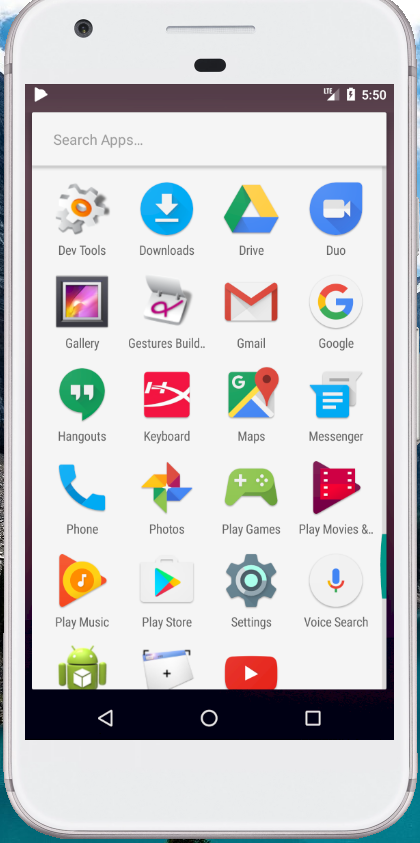 LTE 5:50
Search Apps...
Dev Tools Downloads Drive Duo
Gallery Gestures Build.. Gmail Google
Hangouts Keyboard Maps Messenger
Phone Photos Play Games Play Movies &..
Play Music Play Store Settings Voice Search